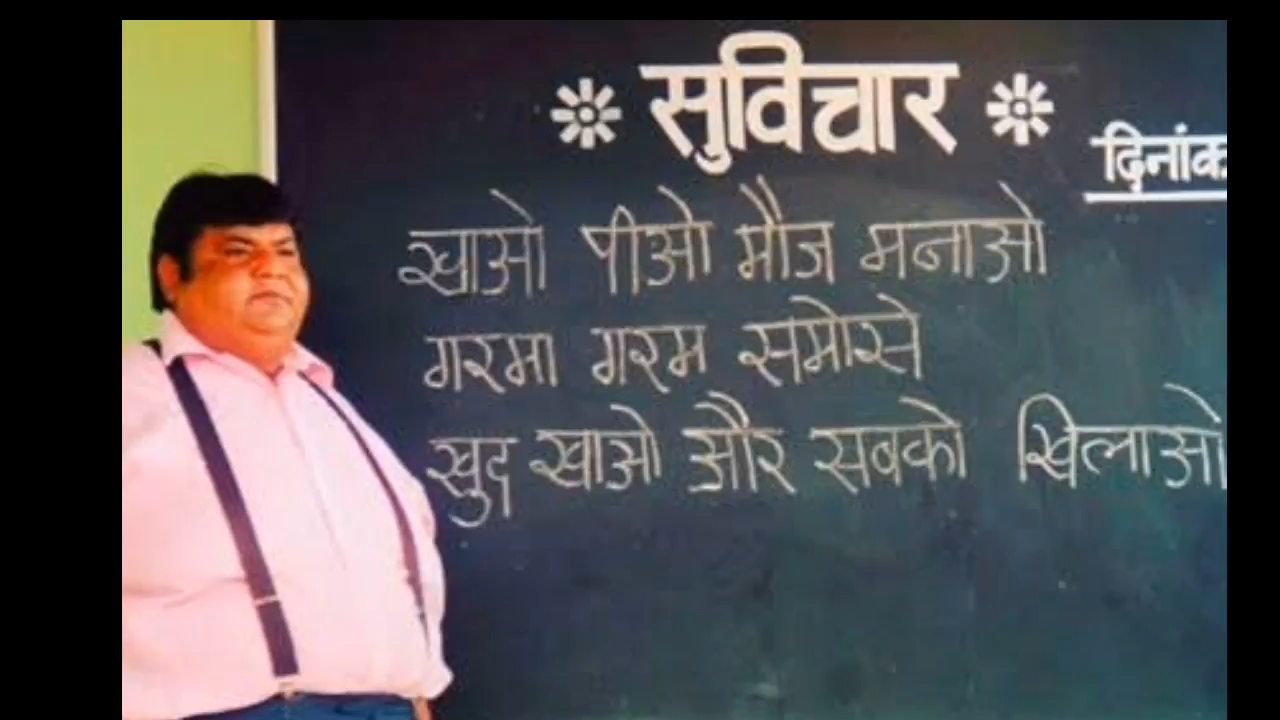 सुविचार
दिनांक
खाओ पीओ मौज मनाओ
गरमा गरम समोसे
खुद खाओ और सबको खिलाओ